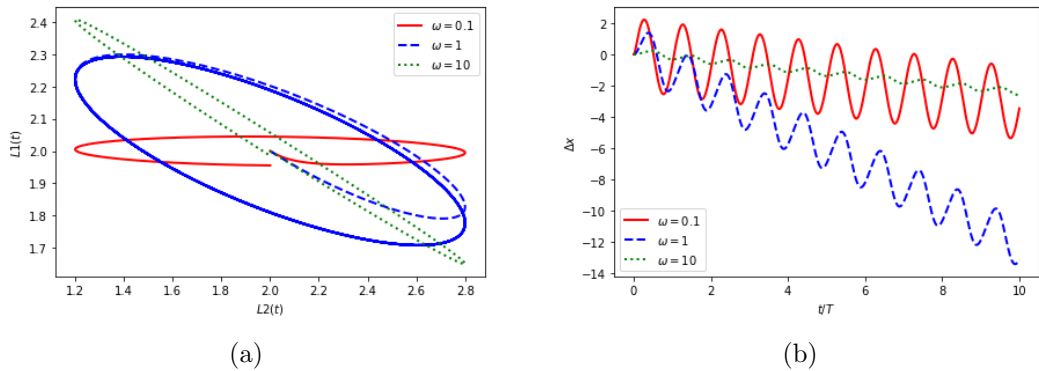 2.4
2.3
2.2
2.1
2.0
1.9
1.8
1.7
L1(t)
1.2 1.4 1.6 1.8 2.0 2.2 2.4 2.6 2.8
L2(t)
ω = 0.1
ω = 1
ω = 10
(a)
2
0
−2
−4
−6
−8
−10
−12
−14
Δx
0 2 4 6 8 10
t/T
ω = 0.1
ω = 1
ω = 10
(b)